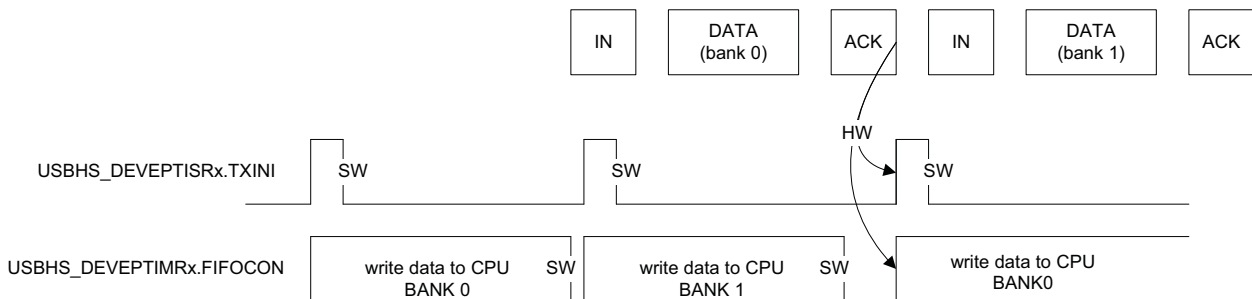 IN
DATA
(bank 0)
ACK
IN
DATA
(bank 1)
ACK
HW
USBHS_DEVEPTISRx.TXINI
SW
SW
SW
USBHS_DEVEPTIMRx.FIFOCON
write data to CPU
BANK 0
SW
write data to CPU
BANK 1
SW
write data to CPU
BANK0